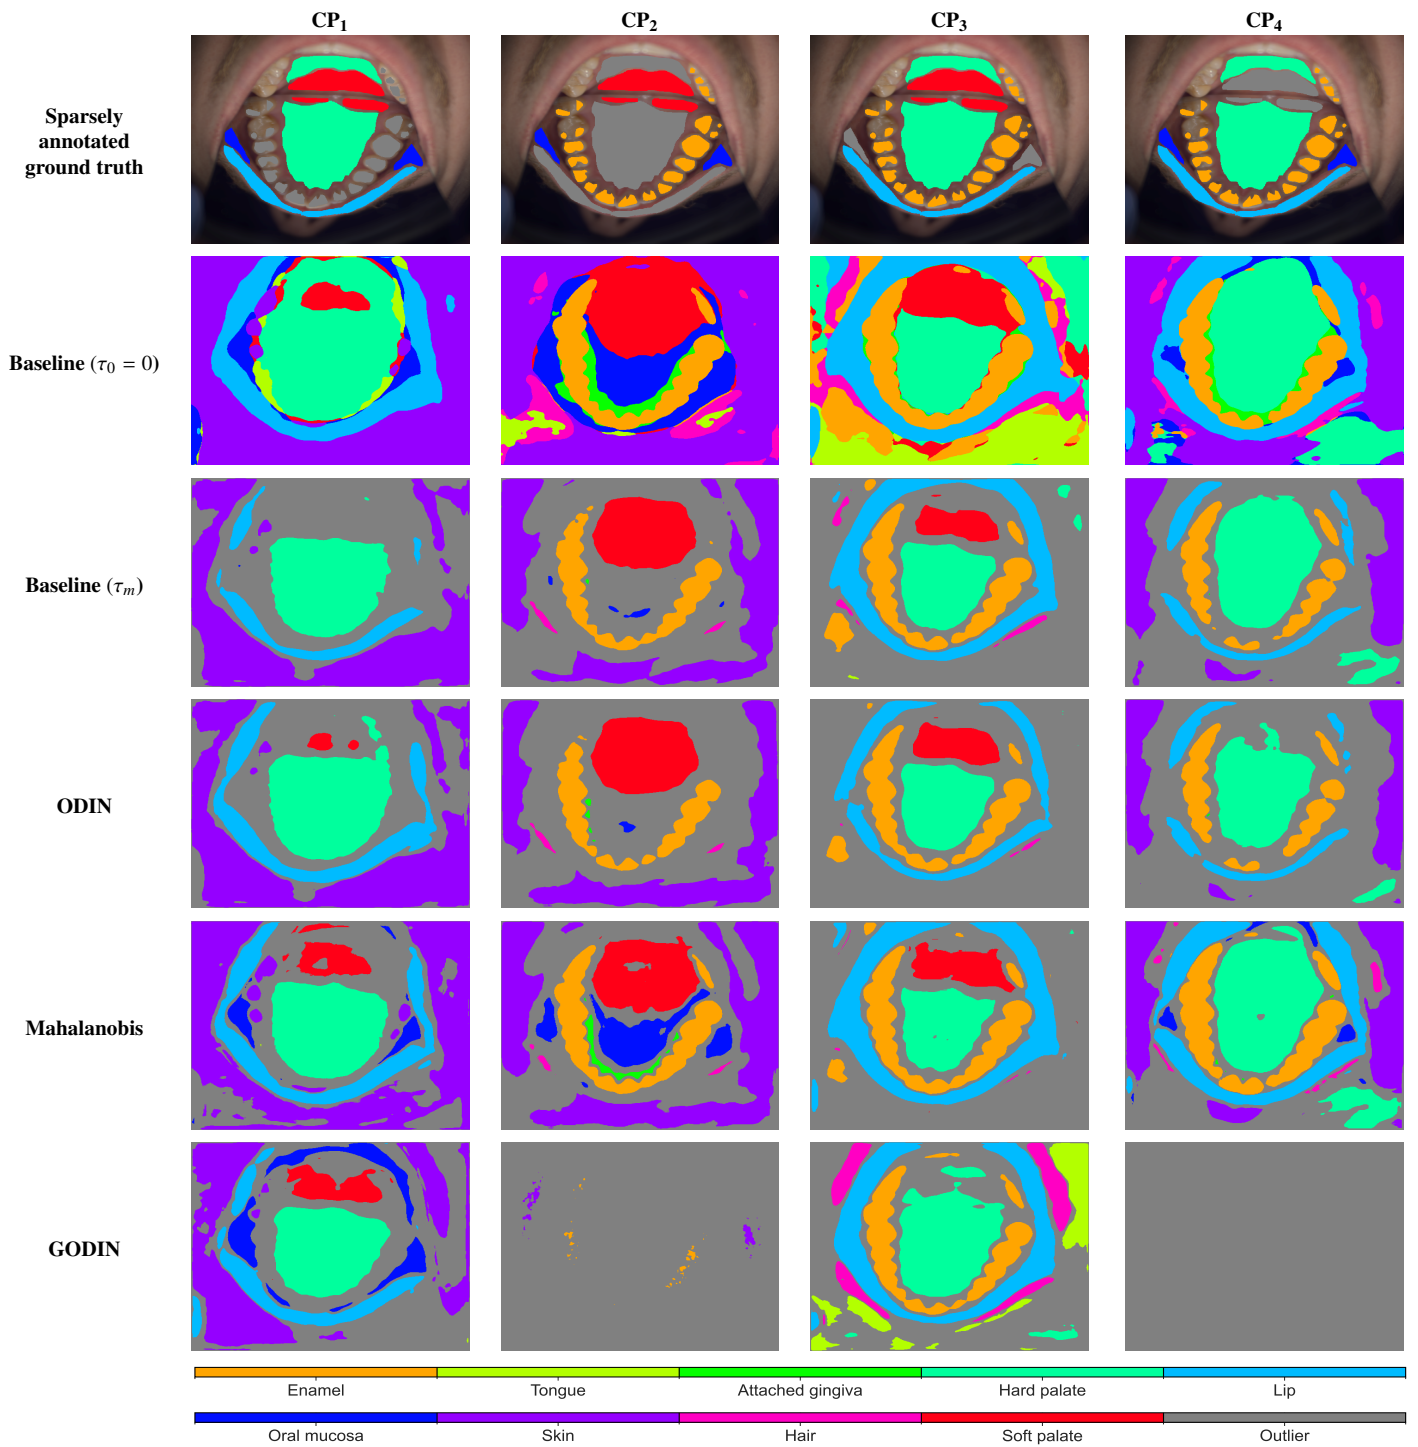 CP₁ CP₂ CP₃ CP₄
Sparsely
annotated
ground truth
Baseline (τ₀ = 0)
Baseline (τₘ)
ODIN
Mahalanobis
GODIN
Enamel Tongue Attached gingiva Hard palate Lip
Oral mucosa Skin Hair Soft palate Outlier